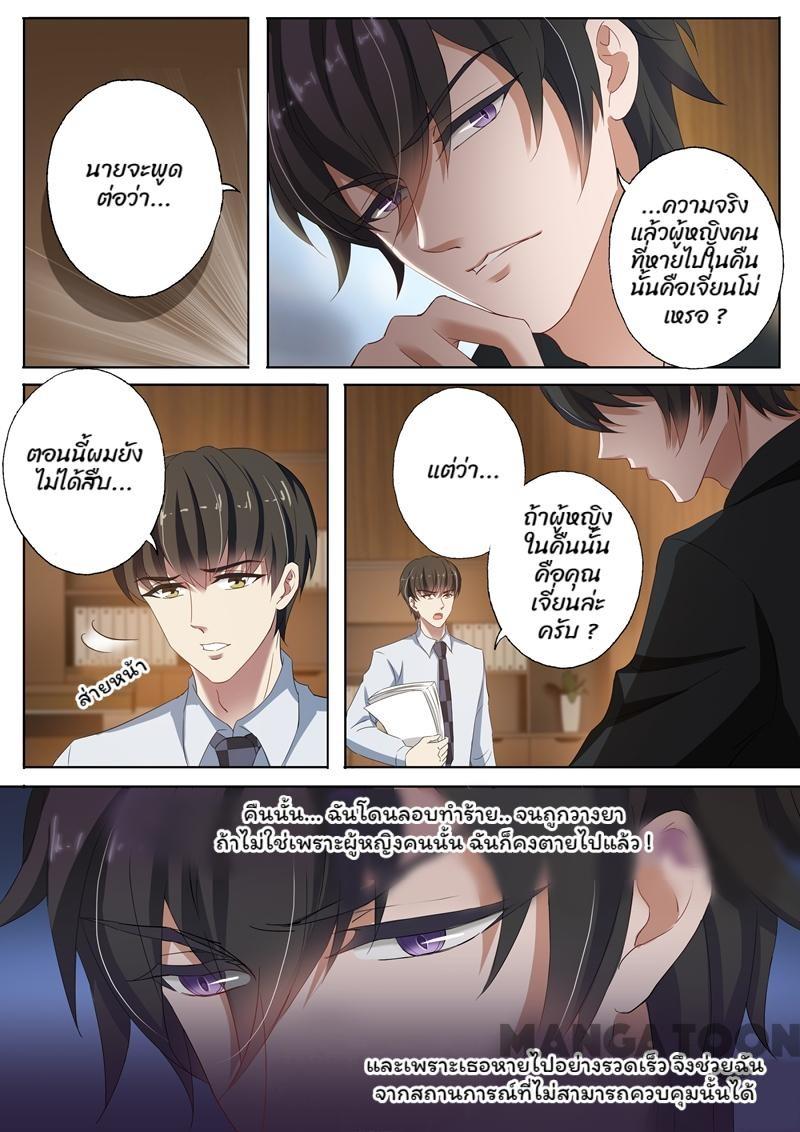 นายจะพูด
ต่อว่า...
...ความจริง
แล้วผู้หญิงคน
ที่หายไปในคืน
นั้นคือเจี่ยนโม่
เหรอ ?
ตอนนี้ผมยัง
ไม่ได้สืบ...
ส่ายหน้า
แต่ว่า...
ถ้าผู้หญิง
ในคืนนั้น
คือคุณ
เจี่ยนล่ะ
ครับ ?
คืนนั้น... ฉันโดนลอบทำร้าย.. จนถูกวางยา
ถ้าไม่ใช่เพราะผู้หญิงคนนั้น ฉันก็คงตายไปแล้ว !
MANGATOON
และเพราะเธอหายไปอย่างรวดเร็ว จึงช่วยฉัน
จากสถานการณ์ที่ไม่สามารถควบคุมนั้นได้